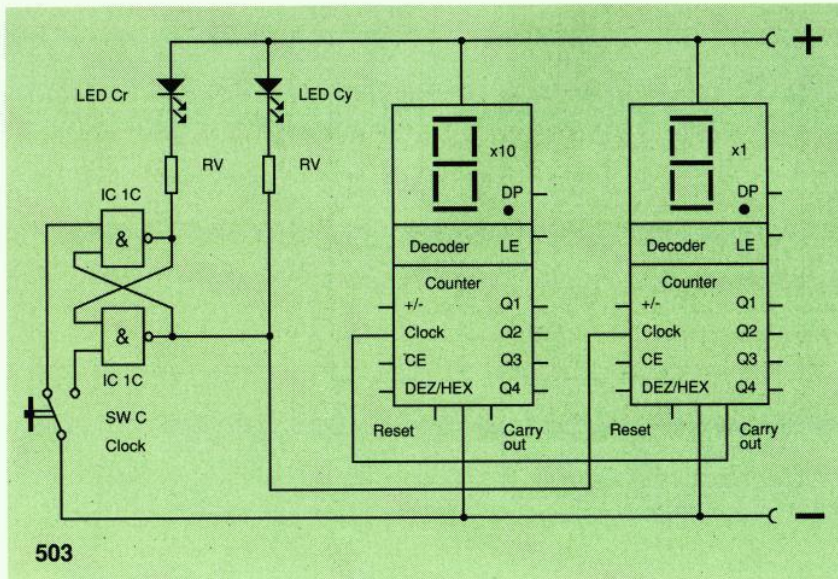 +
LED Cr
LED Cy
RV
RV
IC 1C
&
&
IC 1C
SW C
Clock
x10
DP
Decoder LE
Counter
+/- Q1
Clock Q2
CE Q3
DEZ/HEX Q4
Reset
Carry
out
x1
DP
Decoder LE
Counter
+/- Q1
Clock Q2
CE Q3
DEZ/HEX Q4
Reset
Carry
out
−
503